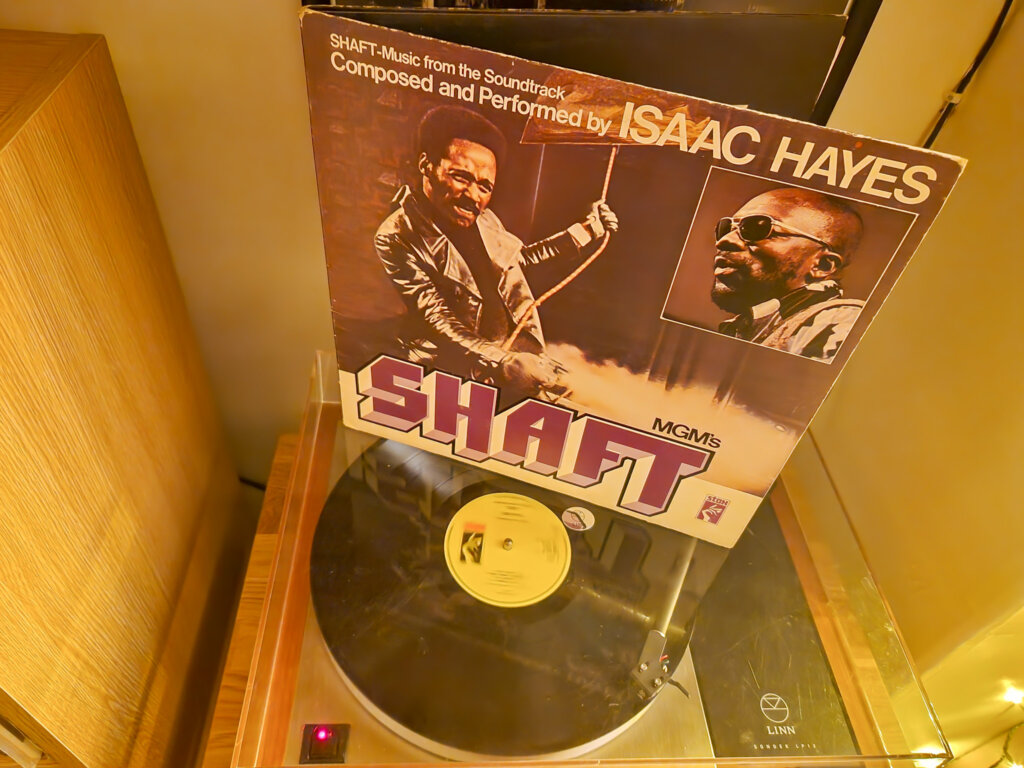 SHAFT-Music from the Soundtrack
Composed and Performed by ISAAC HAYES
SHAFT
MGM's
stax
LINN
SONDEK LP12